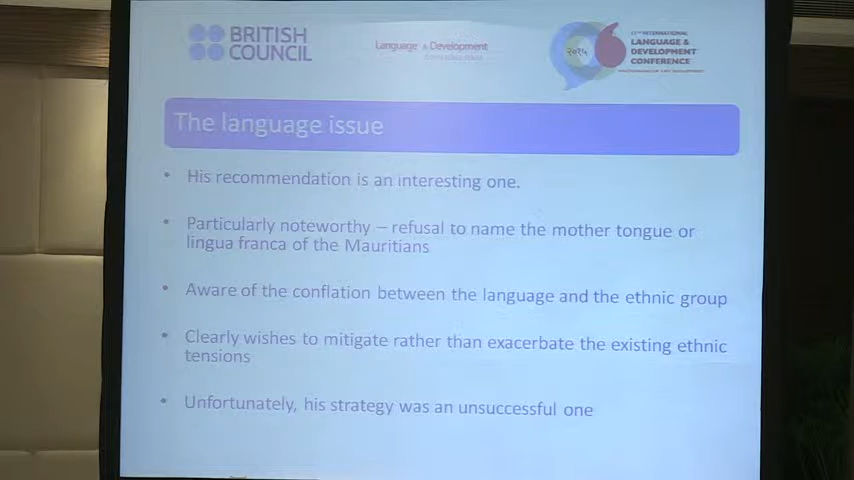 BRITISH
COUNCIL
Language & Development
२०१५
11TH INTERNATIONAL
LANGUAGE &
DEVELOPMENT
CONFERENCE
The language issue
• His recommendation is an interesting one.
• Particularly noteworthy – refusal to name the mother tongue or
lingua franca of the Mauritians
• Aware of the conflation between the language and the ethnic group
• Clearly wishes to mitigate rather than exacerbate the existing ethnic
tensions
• Unfortunately, his strategy was an unsuccessful one